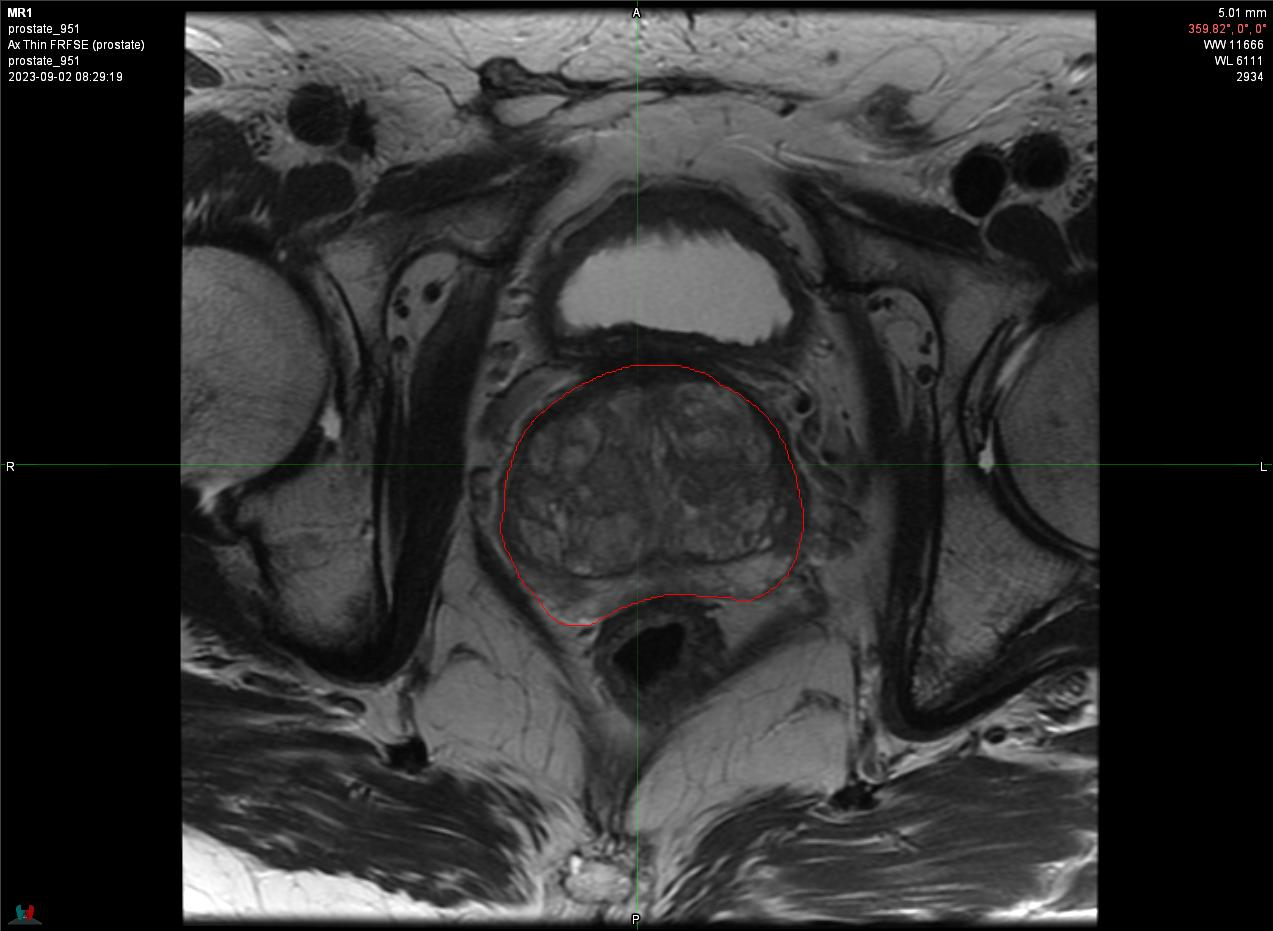 MR1
prostate_951
Ax Thin FRFSE (prostate)
prostate_951
2023-09-02 08:29:19
A
5.01 mm
359.82°, 0°, 0°
WW 11666
WL 6111
2934
R
L
P